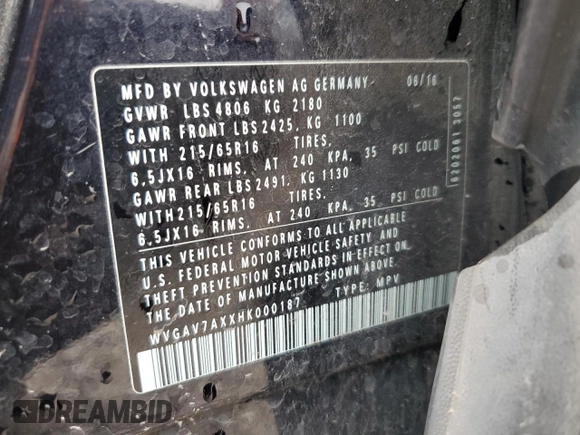 MFD BY VOLKSWAGEN AG GERMANY 06/16
GVWR LBS 4806 KG 2180
GAWR FRONT LBS 2425, KG 1100
WITH 215/65R16 TIRES,
6,5JX16 RIMS, AT 240 KPA, 35 PSI COLD
GAWR REAR LBS 2491, KG 1130
WITH 215/65R16 TIRES,
6,5JX16 RIMS, AT 240 KPA, 35 PSI COLD
THIS VEHICLE CONFORMS TO ALL APPLICABLE
U.S. FEDERAL MOTOR VEHICLE SAFETY, AND
THEFT PREVENTION STANDARDS IN EFFECT ON
THE DATE OF MANUFACTURE SHOWN ABOVE.
WVGAV7AXXHK000187 TYPE: MPV
6202061 3057
DREAMBID